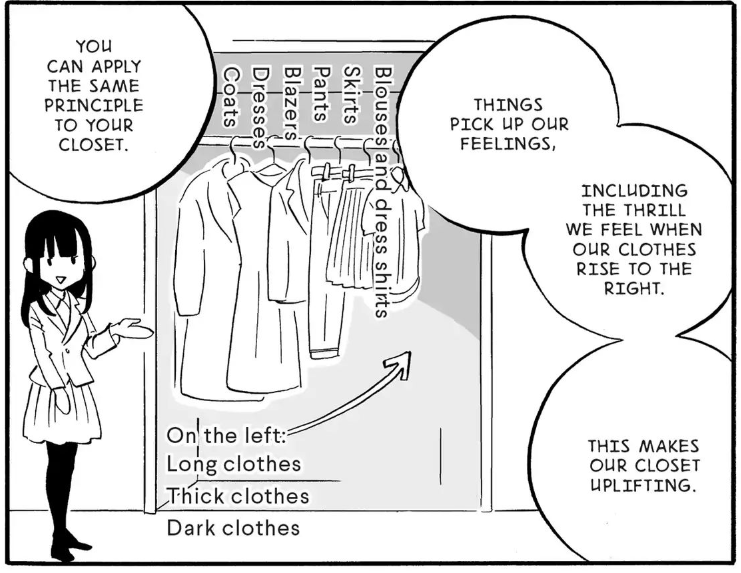 YOU
CAN APPLY
THE SAME
PRINCIPLE
TO YOUR
CLOSET.
THINGS
PICK UP OUR
FEELINGS,
INCLUDING
THE THRILL
WE FEEL WHEN
OUR CLOTHES
RISE TO THE
RIGHT.
THIS MAKES
OUR CLOSET
UPLIFTING.
Coats
Dresses
Blazers
Pants
Skirts
Blouses and dress shirts
On the left:
Long clothes
Thick clothes
Dark clothes